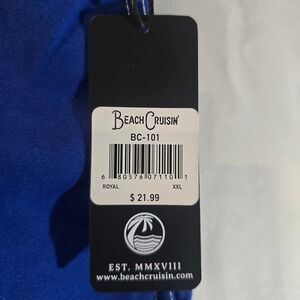 BEACH CRUISIN'
BC-101
6 80576 07110 1
ROYAL XXL
$ 21.99
EST. MMXVIII
www.beachcruisin.com